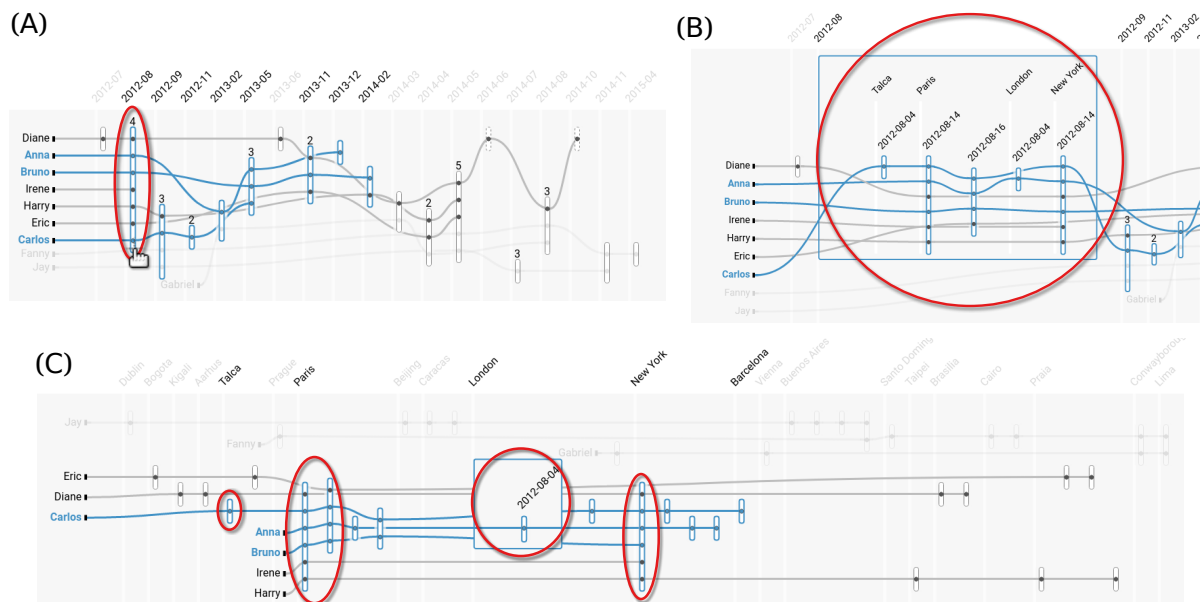 (A)
2012-07
2012-08
2012-09
2012-11
2013-02
2013-05
2013-06
2013-11
2013-12
2014-02
2014-03
2014-04
2014-05
2014-06
2014-07
2014-08
2014-10
2014-11
2015-04
4
3
2
3
2
5
2
3
3
Diane
Anna
Bruno
Irene
Harry
Eric
Carlos
Fanny
Jay
Gabriel
(B)
2012-07
2012-08
2012-09
2012-11
2013-02
Talca
Paris
London
New York
2012-08-04
2012-08-14
2012-08-16
2012-08-04
2012-08-14
Diane
Anna
Bruno
Irene
Harry
Eric
Carlos
Fanny
Jay
3
2
Gabriel
(C)
Dublin
Bogota
Kigali
Aarhus
Talca
Prague
Paris
Beijing
Caracas
London
New York
Barcelona
Vienna
Buenos Aires
Santo Doming
Taipei
Brasília
Cairo
Praia
Conwayborough
Lima
Jay
Fanny
Gabriel
Eric
Diane
Carlos
Anna
Bruno
Irene
Harry
2012-08-04